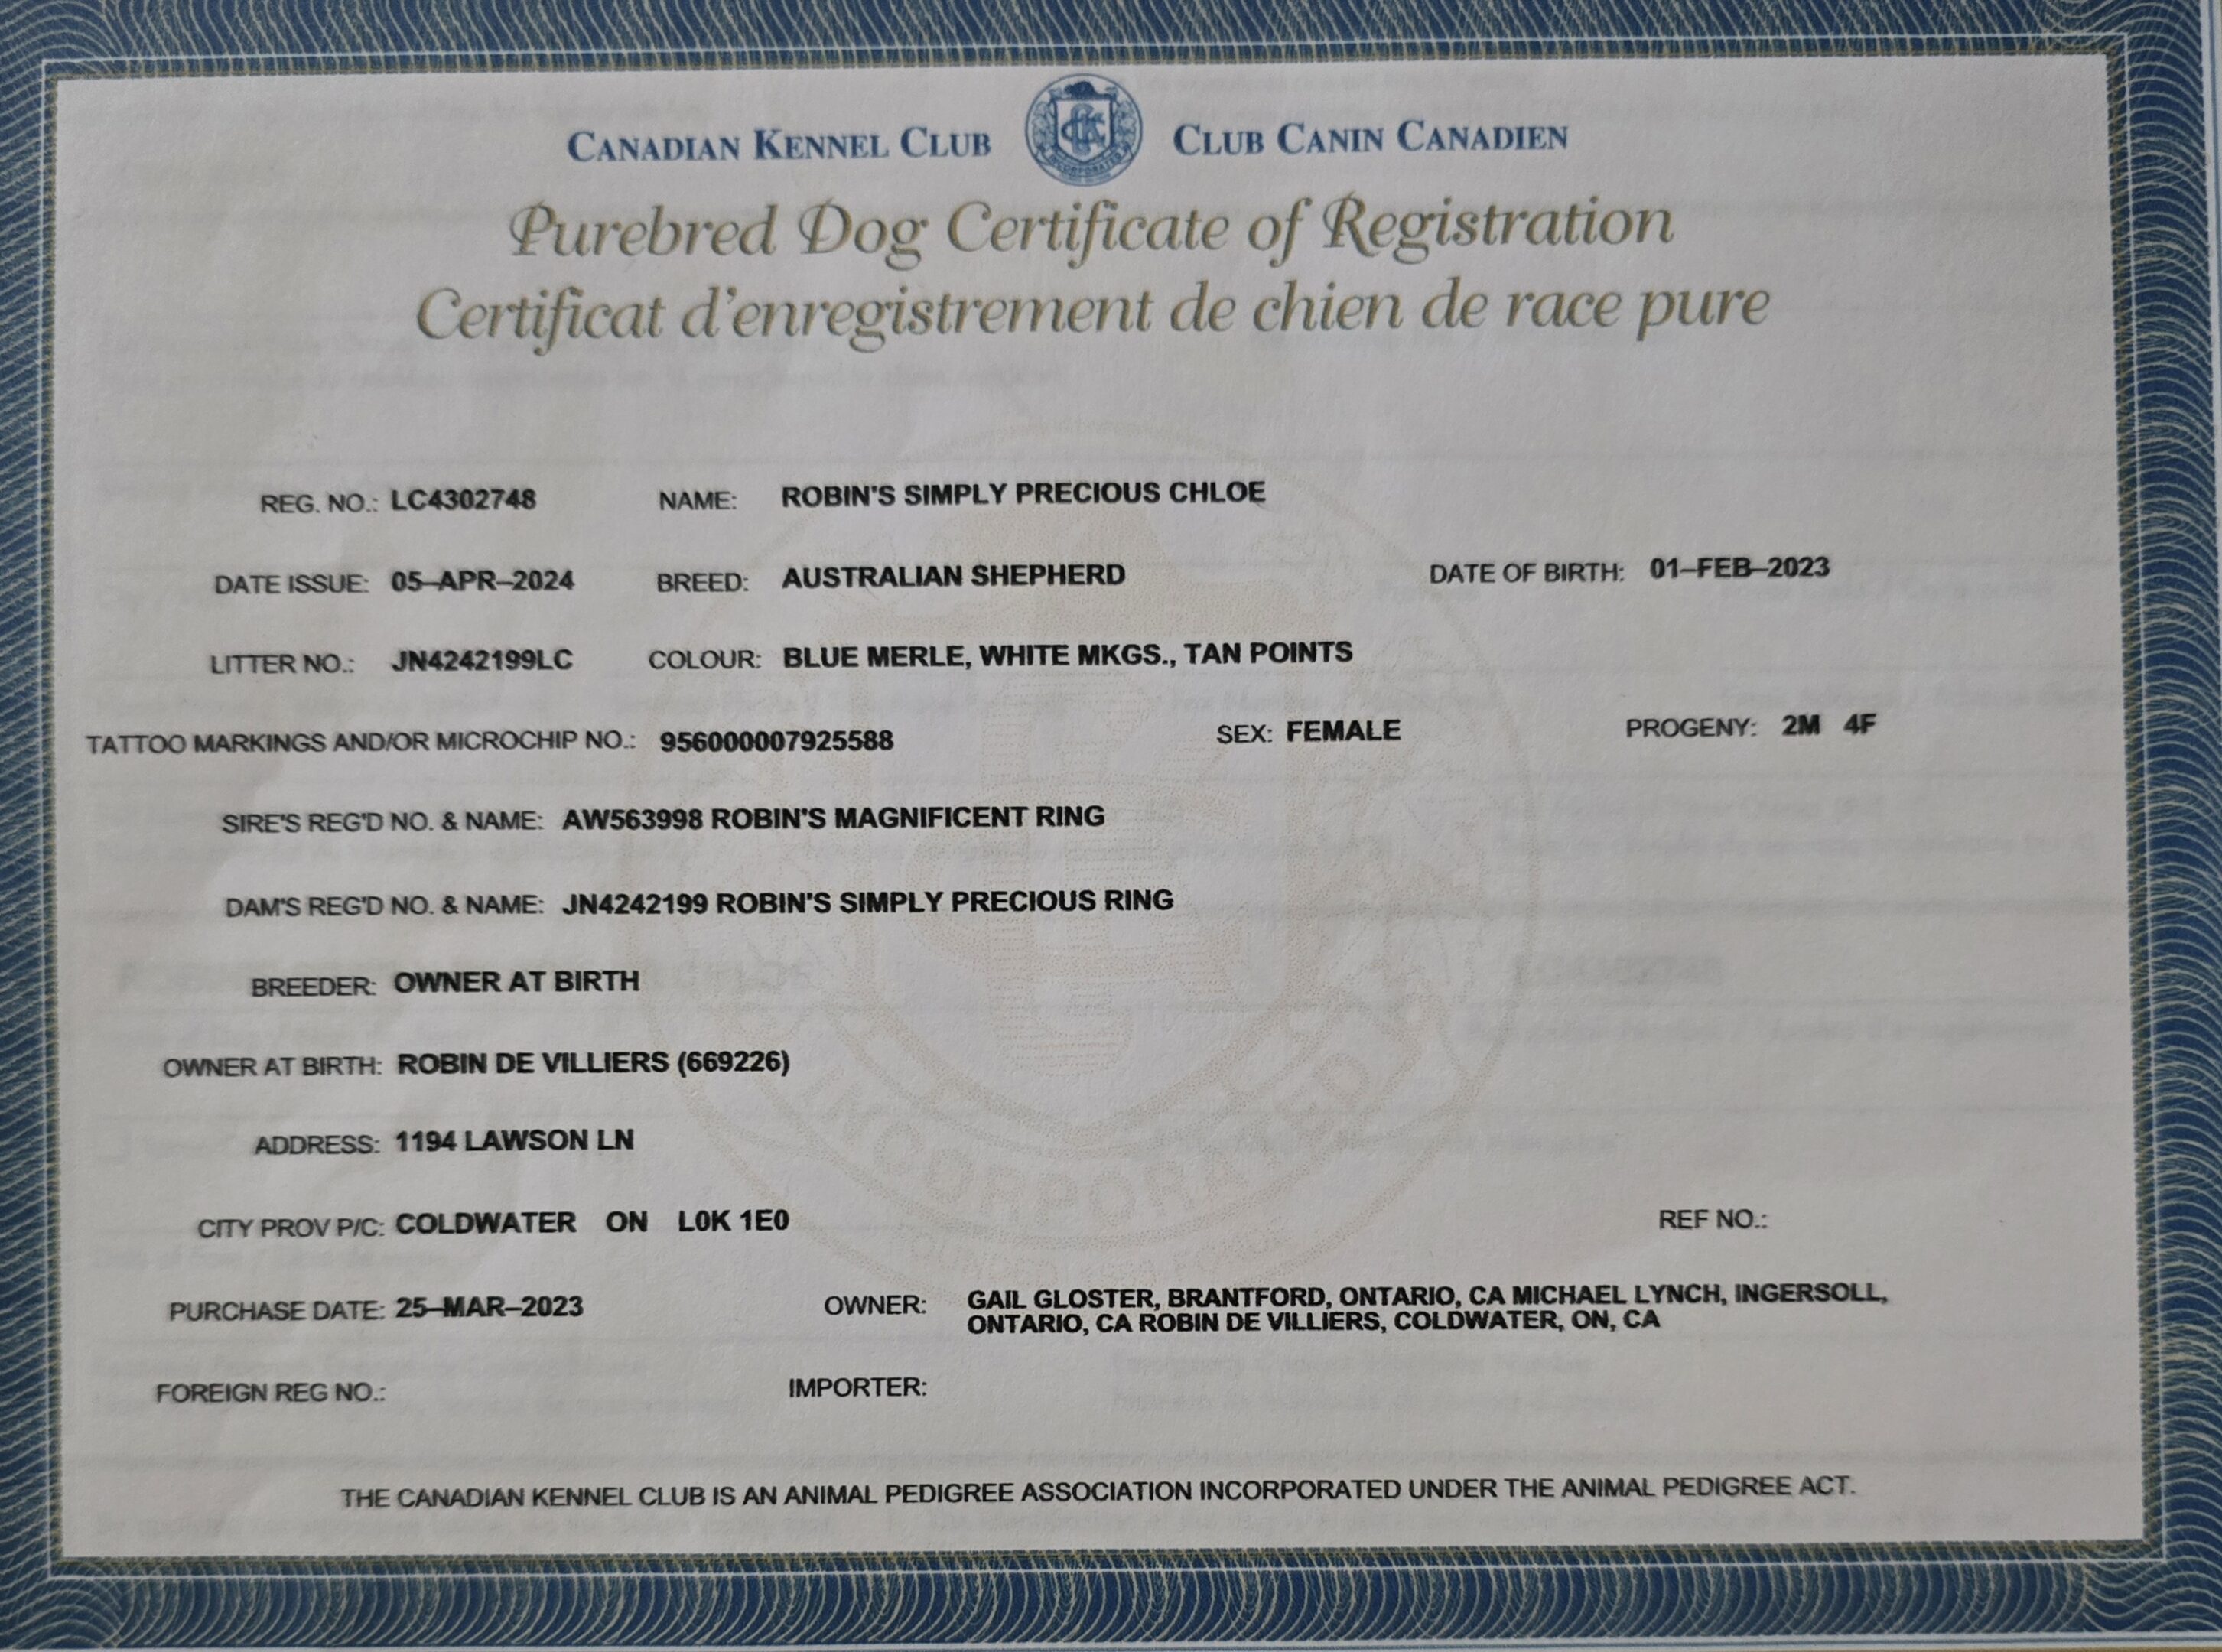 CANADIAN KENNEL CLUB CLUB CANIN CANADIEN
Purebred Dog Certificate of Registration
Certificat d'enregistrement de chien de race pure
REG. NO.: LC4302748 NAME: ROBIN'S SIMPLY PRECIOUS CHLOE
DATE ISSUE: 05-APR-2024 BREED: AUSTRALIAN SHEPHERD DATE OF BIRTH: 01-FEB-2023
LITTER NO.: JN4242199LC COLOUR: BLUE MERLE, WHITE MKGS., TAN POINTS
TATTOO MARKINGS AND/OR MICROCHIP NO.: 956000007925588 SEX: FEMALE PROGENY: 2M 4F
SIRE'S REG'D NO. & NAME: AW563998 ROBIN'S MAGNIFICENT RING
DAM'S REG'D NO. & NAME: JN4242199 ROBIN'S SIMPLY PRECIOUS RING
BREEDER: OWNER AT BIRTH
OWNER AT BIRTH: ROBIN DE VILLIERS (669226)
ADDRESS: 1194 LAWSON LN
CITY PROV P/C: COLDWATER ON L0K 1E0 REF NO.:
PURCHASE DATE: 25-MAR-2023 OWNER: GAIL GLOSTER, BRANTFORD, ONTARIO, CA MICHAEL LYNCH, INGERSOLL,
ONTARIO, CA ROBIN DE VILLIERS, COLDWATER, ON, CA
FOREIGN REG NO.: IMPORTER:
THE CANADIAN KENNEL CLUB IS AN ANIMAL PEDIGREE ASSOCIATION INCORPORATED UNDER THE ANIMAL PEDIGREE ACT.